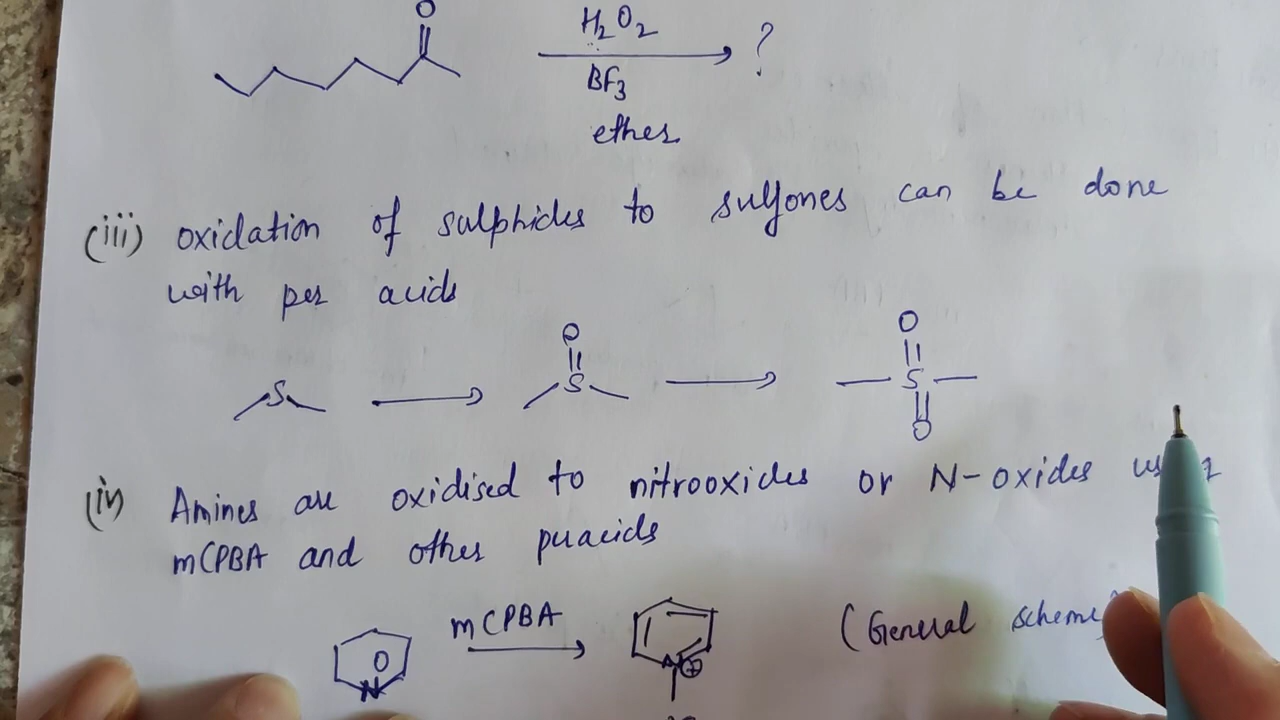 O
H2O2
?
BF3
ether
(iii) oxidation of sulphides to sulfones can be done
with per acids
O
O
S
S
S
O
(iv) Amines are oxidised to nitrooxides or N-oxides
mCPBA and other peracids
mCPBA
(General scheme)
O
N
N⊕